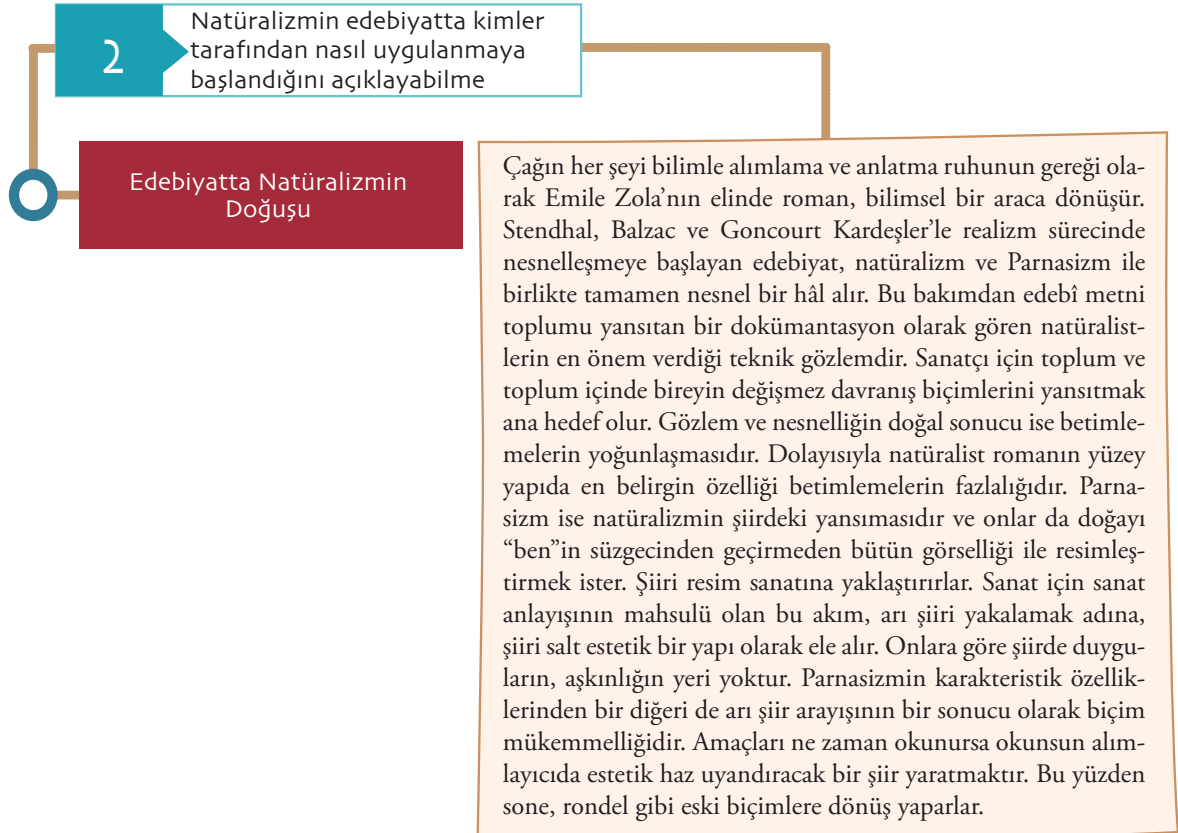 2
Natüralizmin edebiyatta kimler
tarafından nasıl uygulanmaya
başlandığını açıklayabilme
Edebiyatta Natüralizmin
Doğuşu
Çağın her şeyi bilimle alımlama ve anlatma ruhunun gereği ola-
rak Emile Zola’nın elinde roman, bilimsel bir araca dönüşür.
Stendhal, Balzac ve Goncourt Kardeşler’le realizm sürecinde
nesnelleşmeye başlayan edebiyat, natüralizm ve Parnasizm ile
birlikte tamamen nesnel bir hâl alır. Bu bakımdan edebî metni
toplumu yansıtan bir dokümantasyon olarak gören natüralist-
lerin en önem verdiği teknik gözlemdir. Sanatçı için toplum ve
toplum içinde bireyin değişmez davranış biçimlerini yansıtmak
ana hedef olur. Gözlem ve nesnelliğin doğal sonucu ise betimle-
melerin yoğunlaşmasıdır. Dolayısıyla natüralist romanın yüzey
yapıda en belirgin özelliği betimlemelerin fazlalığıdır. Parna-
sizm ise natüralizmin şiirdeki yansımasıdır ve onlar da doğayı
“ben”in süzgecinden geçirmeden bütün görselliği ile resimleş-
tirmek ister. Şiiri resim sanatına yaklaştırırlar. Sanat için sanat
anlayışının mahsulü olan bu akım, arı şiiri yakalamak adına,
şiiri salt estetik bir yapı olarak ele alır. Onlara göre şiirde duygu-
ların, aşkınlığın yeri yoktur. Parnasizmin karakteristik özellik-
lerinden bir diğeri de arı şiir arayışının bir sonucu olarak biçim
mükemmelliğidir. Amaçları ne zaman okunursa okunsun alım-
layıcıda estetik haz uyandıracak bir şiir yaratmaktır. Bu yüzden
sone, rondel gibi eski biçimlere dönüş yaparlar.